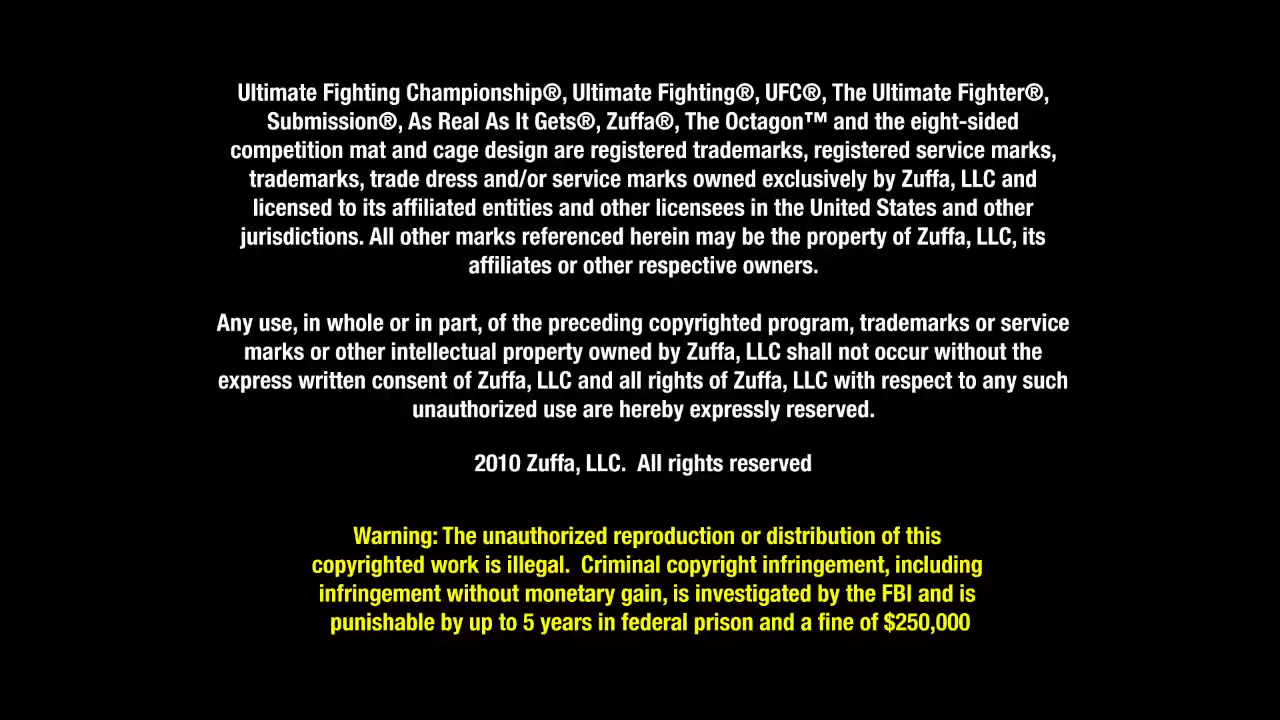 Ultimate Fighting Championship®, Ultimate Fighting®, UFC®, The Ultimate Fighter®,
Submission®, As Real As It Gets®, Zuffa®, The Octagon™ and the eight-sided
competition mat and cage design are registered trademarks, registered service marks,
trademarks, trade dress and/or service marks owned exclusively by Zuffa, LLC and
licensed to its affiliated entities and other licensees in the United States and other
jurisdictions. All other marks referenced herein may be the property of Zuffa, LLC, its
affiliates or other respective owners.
Any use, in whole or in part, of the preceding copyrighted program, trademarks or service
marks or other intellectual property owned by Zuffa, LLC shall not occur without the
express written consent of Zuffa, LLC and all rights of Zuffa, LLC with respect to any such
unauthorized use are hereby expressly reserved.
2010 Zuffa, LLC.  All rights reserved
Warning: The unauthorized reproduction or distribution of this
copyrighted work is illegal.  Criminal copyright infringement, including
infringement without monetary gain, is investigated by the FBI and is
punishable by up to 5 years in federal prison and a fine of $250,000